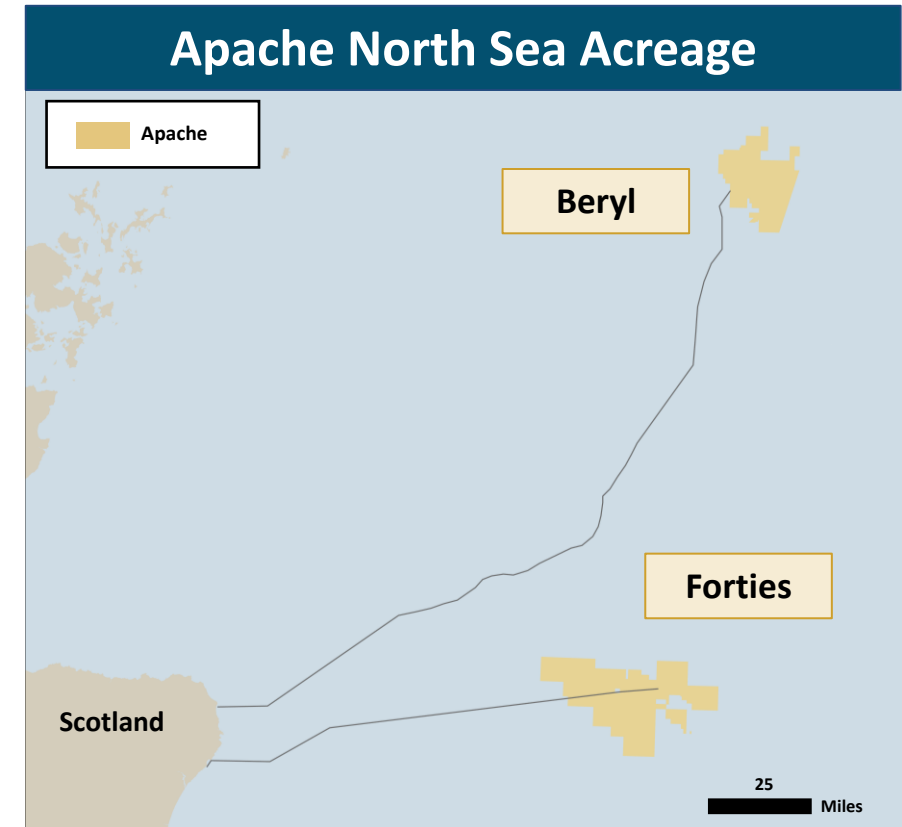 Apache North Sea Acreage
Apache
Beryl
Forties
Scotland
25
Miles